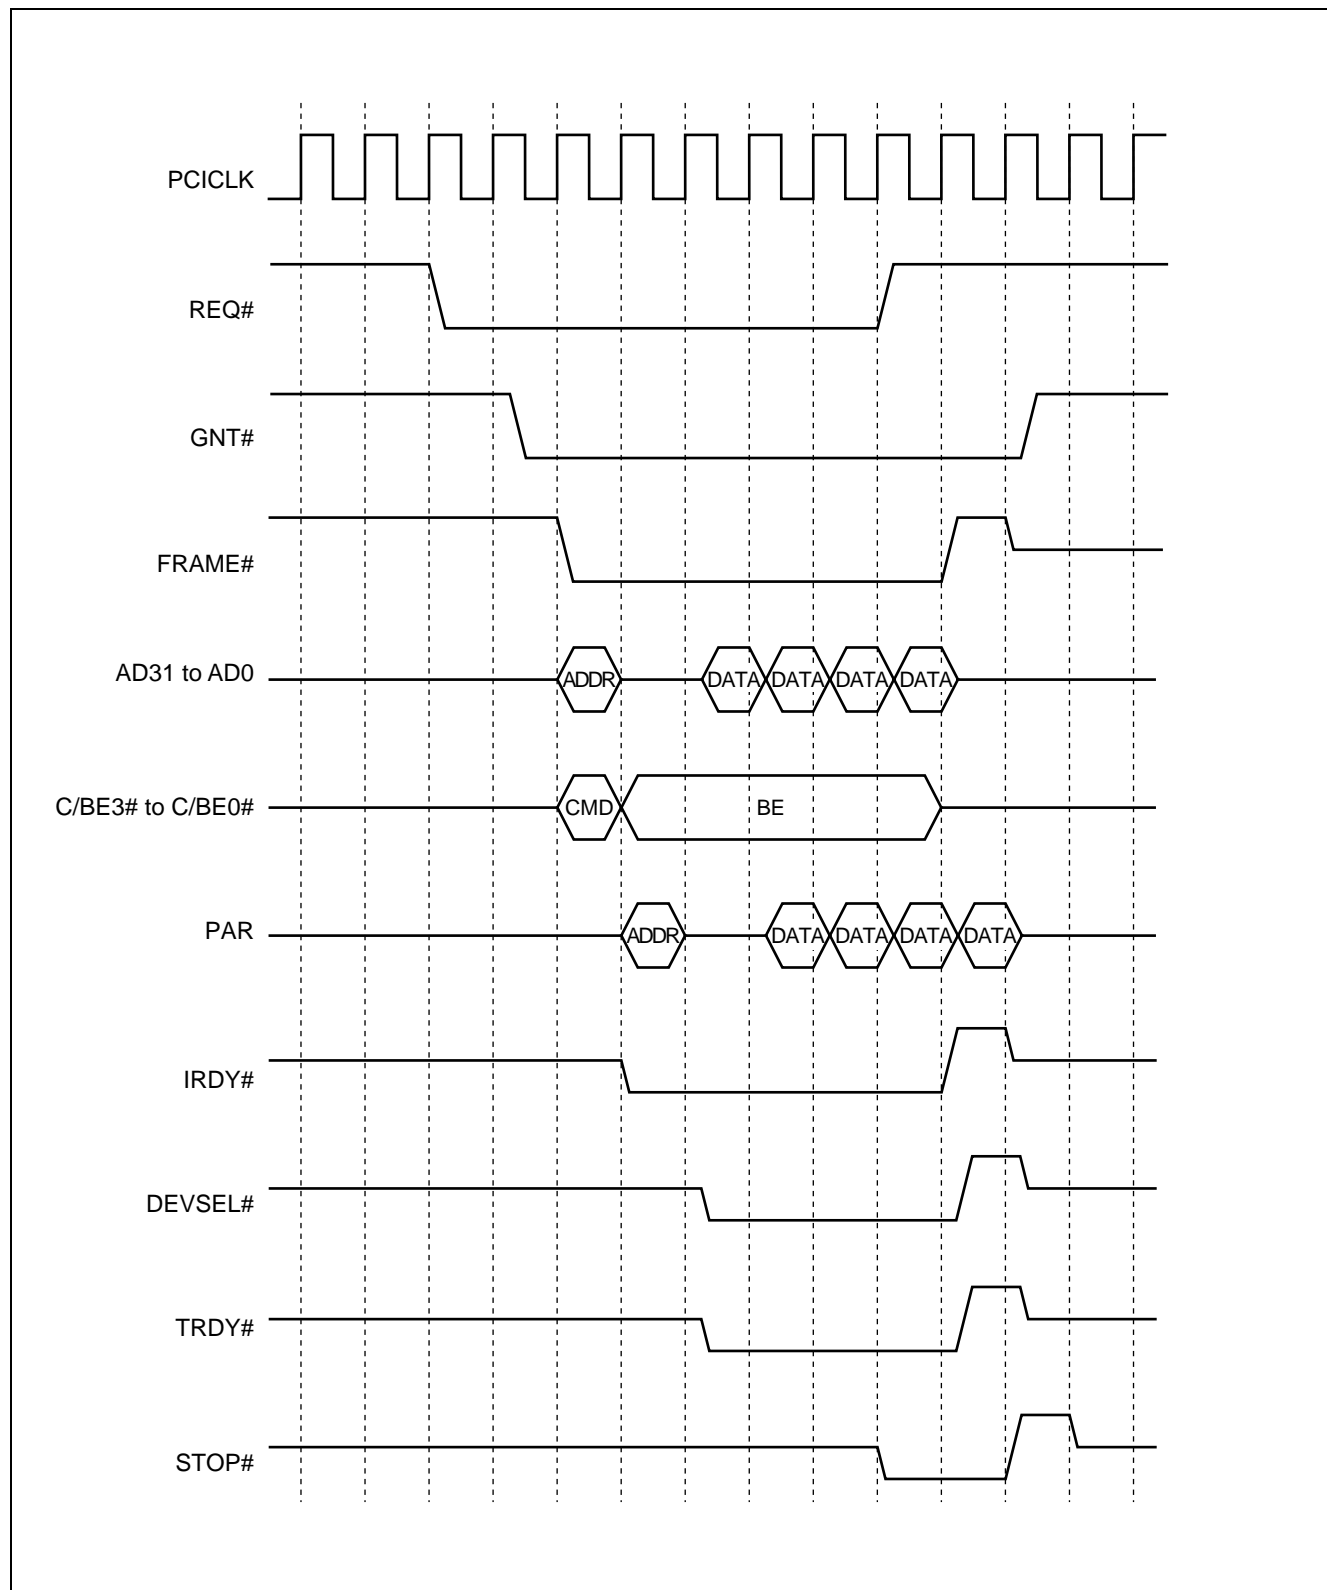 PCICLK
REQ#
GNT#
FRAME#
AD31 to AD0 ADDR DATA DATA DATA DATA
C/BE3# to C/BE0# CMD BE
PAR ADDR DATA DATA DATA DATA
IRDY#
DEVSEL#
TRDY#
STOP#